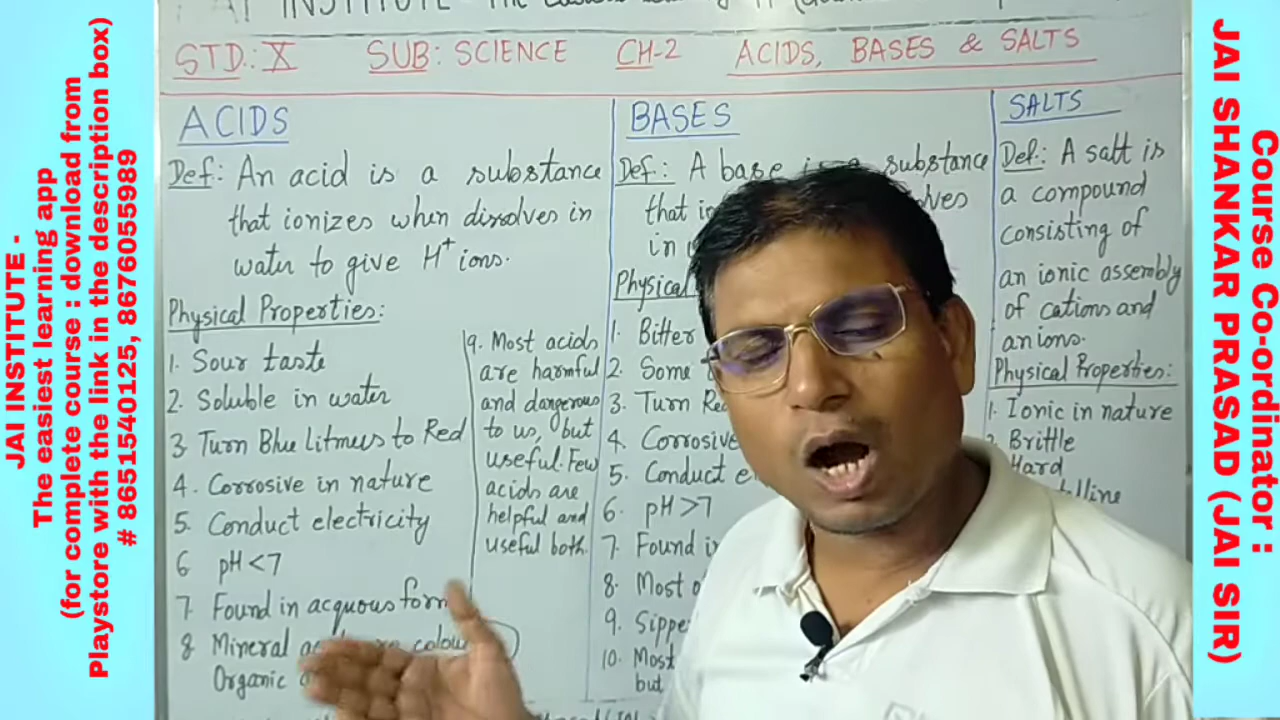 JAI INSTITUTE -
The easiest learning app
(for complete course : download from
Playstore with the link in the description box)
# 8651540125, 8676055989
INSTITUTE
STD.: X SUB: SCIENCE CH-2 ACIDS, BASES & SALTS
ACIDS
Def: An acid is a substance
that ionizes when dissolves in
water to give H⁺ ions.
Physical Properties:
1. Sour taste
2. Soluble in water
3 Turn Blue Litmus to Red
4. Corrosive in nature
5. Conduct electricity
6 pH <7
7 Found in acquous form
8 Mineral
Organic
9. Most acids
are harmful
and dangerous
to us, but
useful. Few
acids are
helpful and
useful both.
BASES
Def: A base is a substance
that
in
Physical
1. Bitter
2. Some
3. Turn Red
4. Corrosive
5. Conduct
6. pH >7
7. Found in
8. Most
9. Sippe
10. Most
but
SALTS
Def: A salt is
a compound
consisting of
an ionic assembly
of cations and
anions.
Physical Properties:
1. Ionic in nature
2. Brittle
Hard
Course Co-ordinator :
JAI SHANKAR PRASAD (JAI SIR)